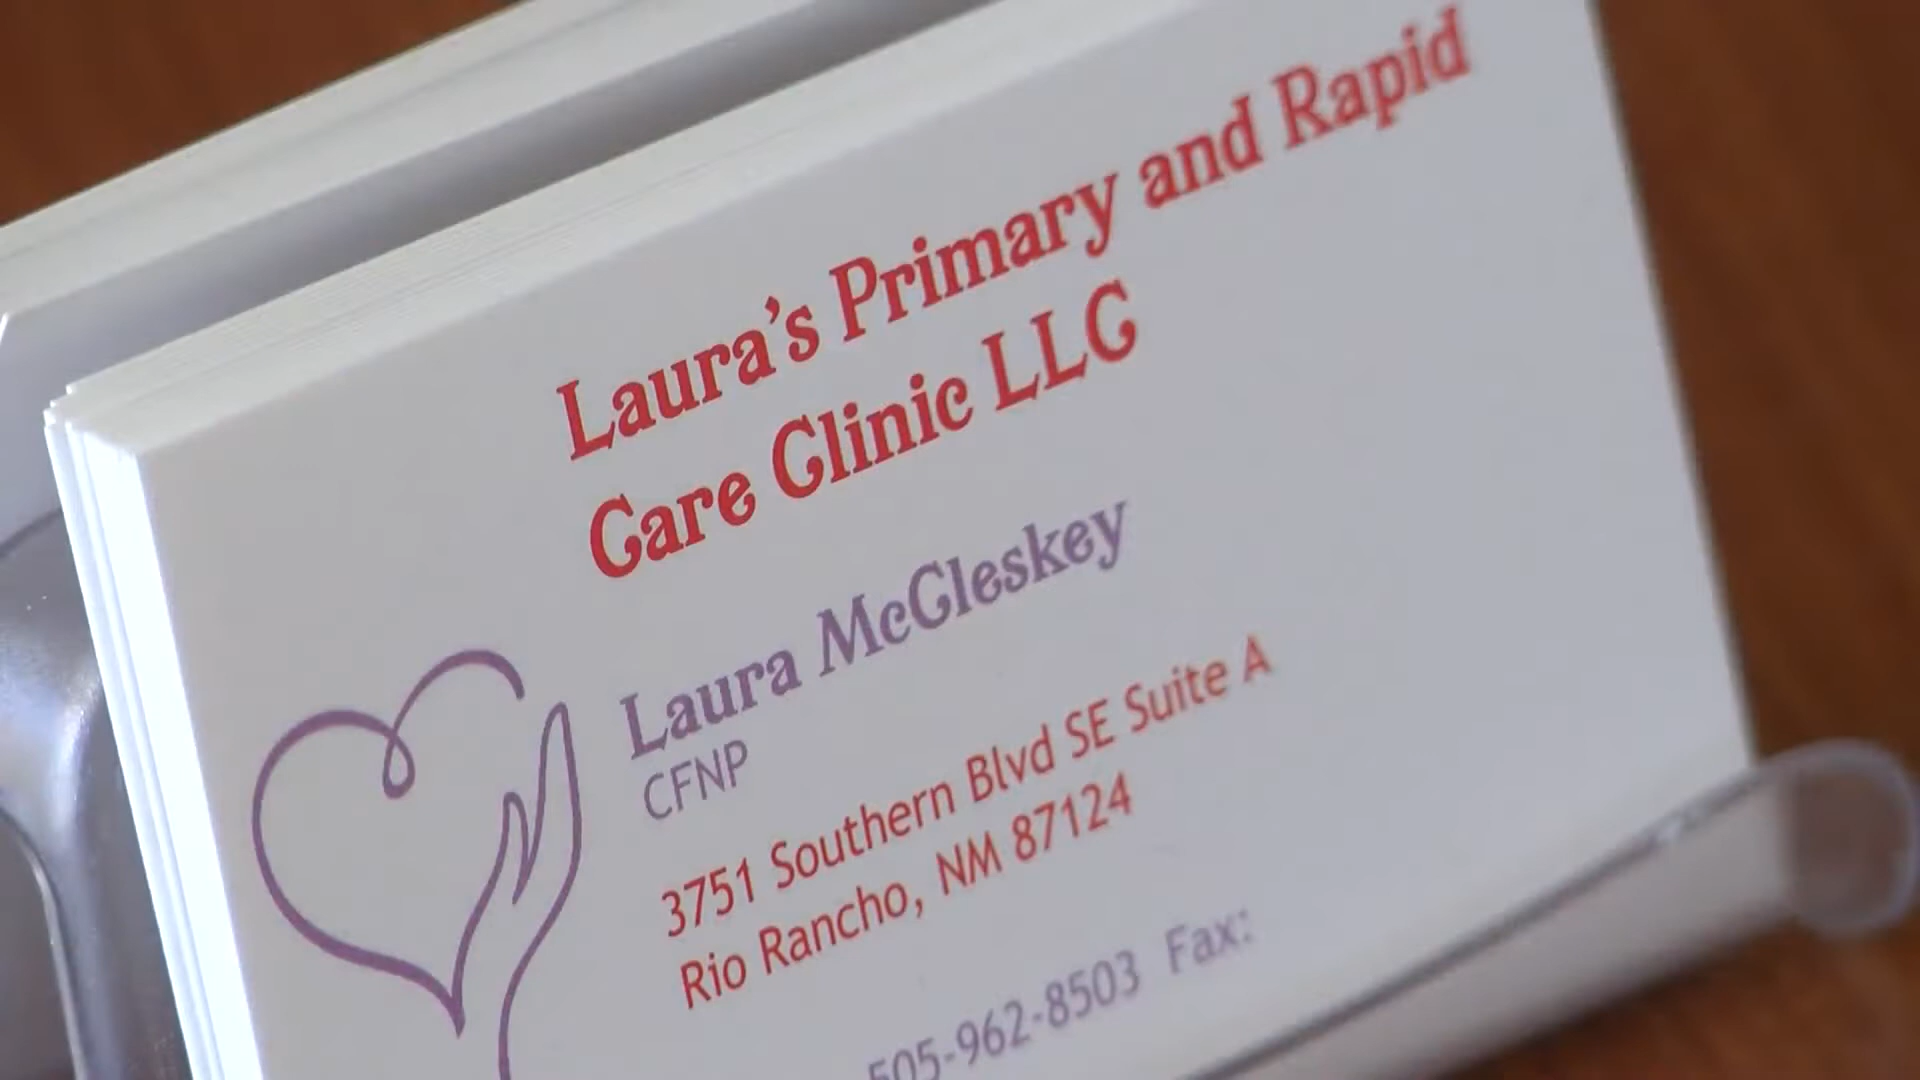 Laura's Primary and Rapid
Care Clinic LLC
Laura McCleskey
CFNP
3751 Southern Blvd SE Suite A
Rio Rancho, NM 87124
505-962-8503 Fax: